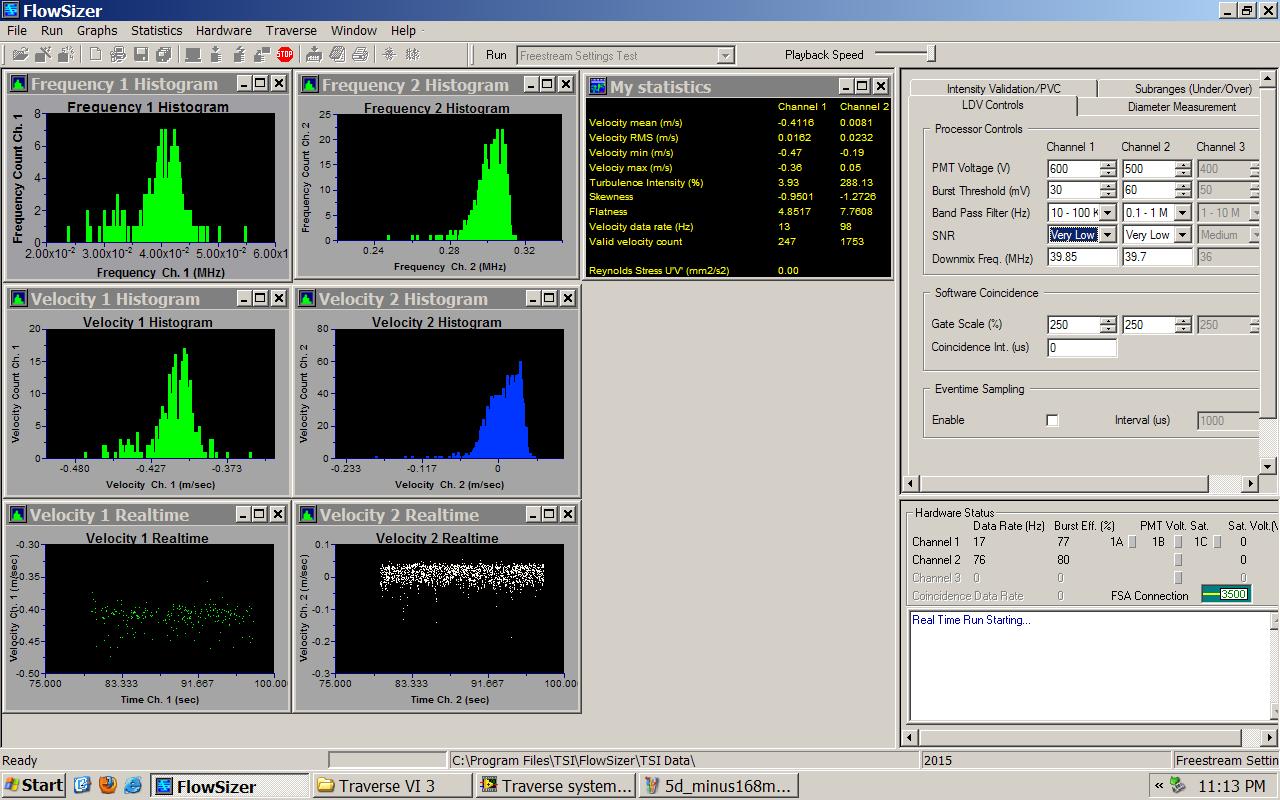 FlowSizer
File Run Graphs Statistics Hardware Traverse Window Help
STOP Run Freestream Settings Test Playback Speed
Frequency 1 Histogram
Frequency 1 Histogram
Frequency Count Ch. 1
8
6
4
2
0
2.00x10-2 3.00x10-2 4.00x10-2 5.00x10-2 6.00x1
Frequency Ch. 1 (MHz)
Frequency 2 Histogram
Frequency 2 Histogram
Frequency Count Ch. 2
25
20
15
10
5
0
0.24 0.28 0.32
Frequency Ch. 2 (MHz)
My statistics
Channel 1 Channel 2
Velocity mean (m/s) -0.4116 0.0081
Velocity RMS (m/s) 0.0162 0.0232
Velocity min (m/s) -0.47 -0.19
Velociy max (m/s) -0.36 0.05
Turbulence Intensity (%) 3.93 288.13
Skewness -0.9501 -1.2726
Flatness 4.8517 7.7608
Velocity data rate (Hz) 13 98
Valid velocity count 247 1753
Reynolds Stress U'V' (mm2/s2) 0.00
Velocity 1 Histogram
Velocity 1 Histogram
Velocity Count Ch. 1
20
15
10
5
0
-0.480 -0.427 -0.373
Velocity Ch. 1 (m/sec)
Velocity 2 Histogram
Velocity 2 Histogram
Velocity Count Ch. 2
80
60
40
20
0
-0.233 -0.117 0
Velocity Ch. 2 (m/sec)
Velocity 1 Realtime
Velocity 1 Realtime
Velocity Ch. 1 (m/sec)
-0.30
-0.35
-0.40
-0.45
-0.50
75.000 83.333 91.667 100.00
Time Ch. 1 (sec)
Velocity 2 Realtime
Velocity 2 Realtime
Velocity Ch. 2 (m/sec)
0.1
0
-0.1
-0.2
-0.3
75.000 83.333 91.667 100.00
Time Ch. 2 (sec)
Intensity Validation/PVC Subranges (Under/Over)
LDV Controls Diameter Measurement
Processor Controls
Channel 1 Channel 2 Channel 3
PMT Voltage (V) 600 500 400
Burst Threshold (mV) 30 60 50
Band Pass Filter (Hz) 10 - 100 K 0.1 - 1 M 1 - 10 M
SNR Very Low Very Low Medium
Downmix Freq. (MHz) 39.85 39.7 36
Software Coincidence
Gate Scale (%) 250 250 250
Coincidence Int. (us) 0
Eventime Sampling
Enable Interval (us) 1000
Hardware Status
Data Rate (Hz) Burst Eff. (%) PMT Volt. Sat. Sat. Volt.(V
Channel 1 17 77 1A 1B 1C 0
Channel 2 76 80 0
Channel 3 0 0 0
Coincidence Data Rate 0 FSA Connection 3500
Real Time Run Starting...
Ready C:\Program Files\TSI\FlowSizer\TSI Data\ 2015 Freestream Settin
Start FlowSizer Traverse VI 3 Traverse system... 5d_minus168m... « 11:13 PM